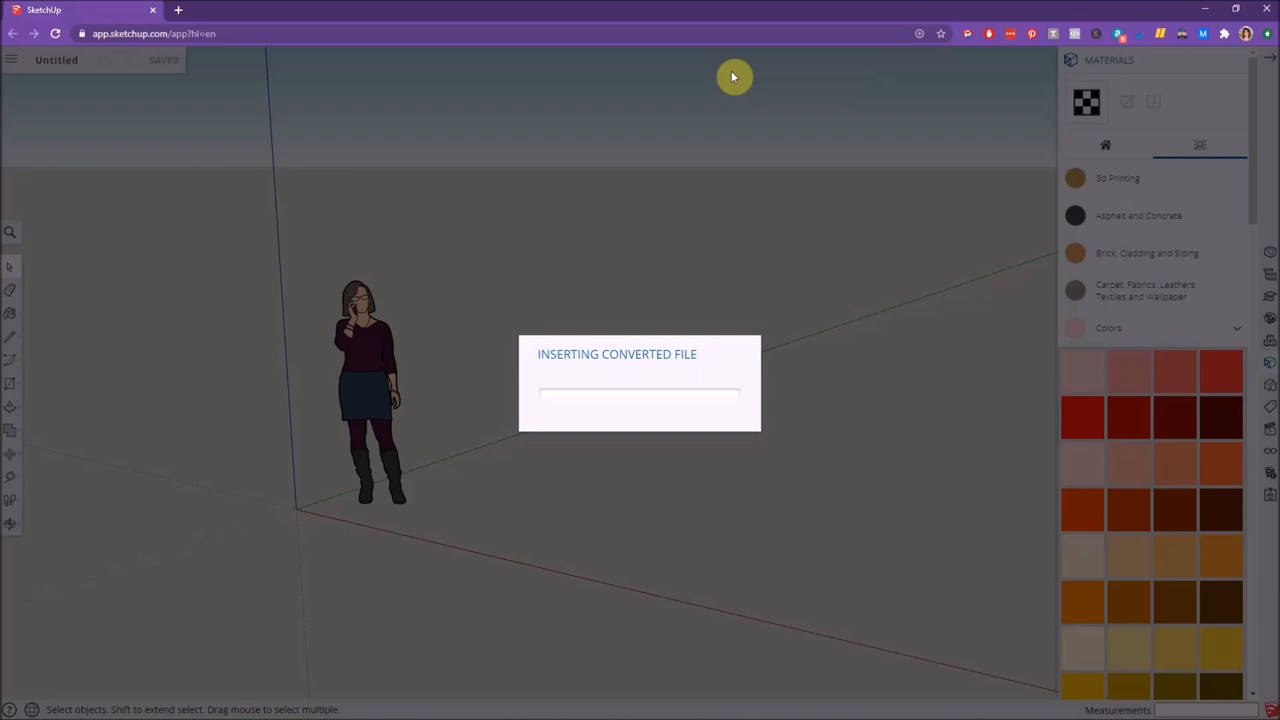 SketchUp
app.sketchup.com/app?hl=en
Untitled
SAVED
MATERIALS
3d Printing
Asphalt and Concrete
Brick, Cladding and Siding
Carpet, Fabrics, Leathers,
Textiles and Wallpaper
Colors
INSERTING CONVERTED FILE
Select objects. Shift to extend select. Drag mouse to select multiple.
Measurements